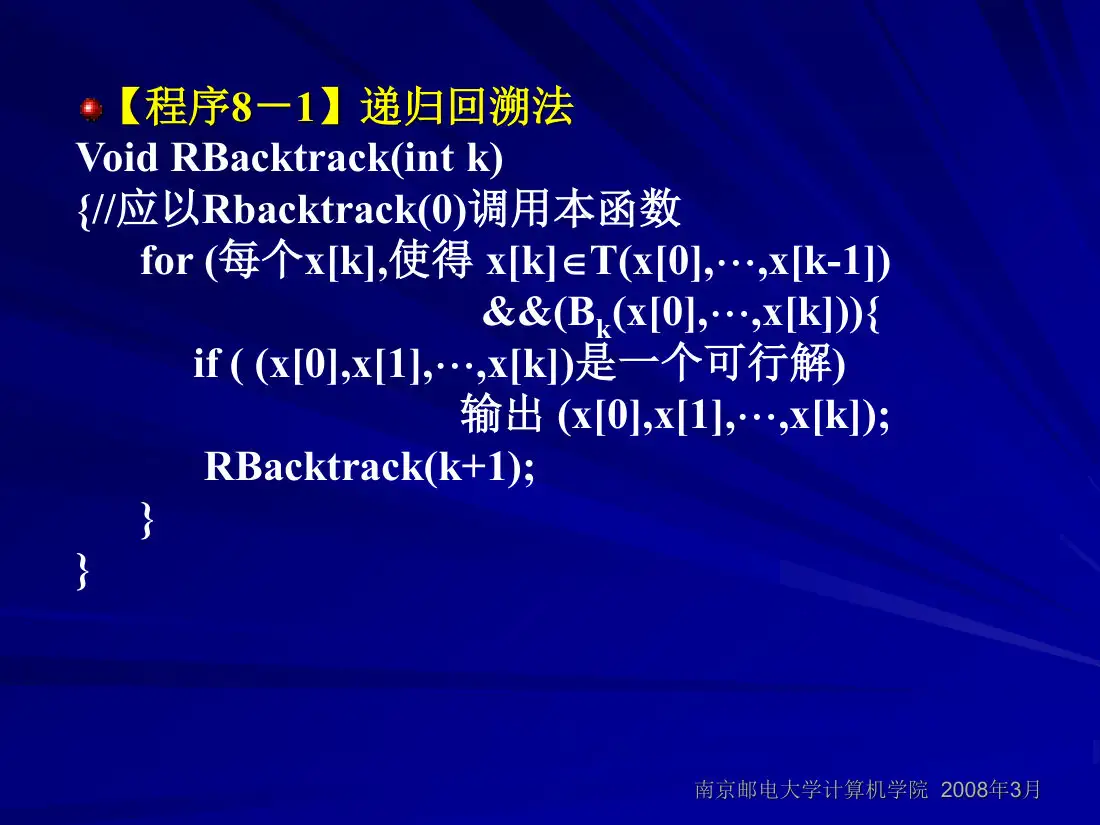 【程序8－1】递归回溯法
Void RBacktrack(int k)
{//应以Rbacktrack(0)调用本函数
for (每个x[k],使得 x[k]∈T(x[0],⋯,x[k-1])
&&(Bk(x[0],⋯,x[k])){
if ( (x[0],x[1],⋯,x[k])是一个可行解)
输出 (x[0],x[1],⋯,x[k]);
RBacktrack(k+1);
}
}
南京邮电大学计算机学院 2008年3月